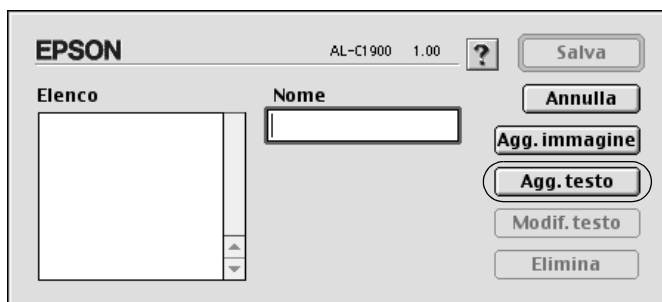 EPSON AL-C1900 1.00 ? Salva
Elenco Nome Annulla
Agg. immagine
Agg. testo
Modif. testo
Elimina